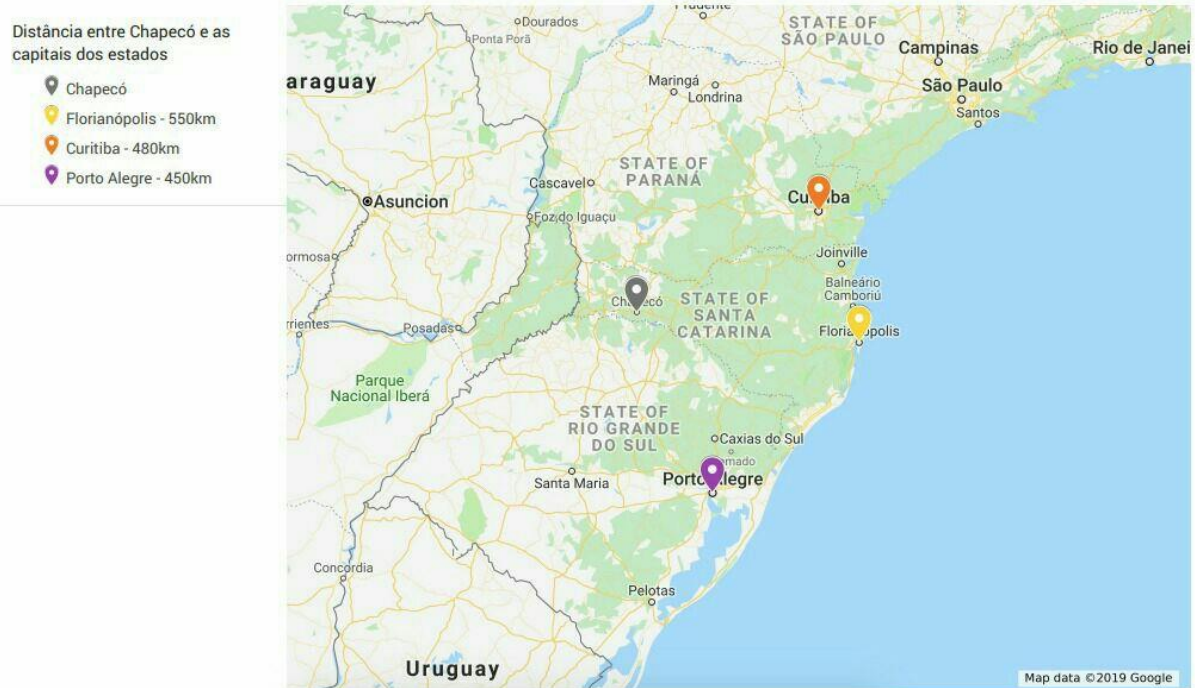 Distância entre Chapecó e as
capitais dos estados
Chapecó
Florianópolis - 550km
Curitiba - 480km
Porto Alegre - 450km
Dourados
Ponta Porã
STATE OF
SÃO PAULO
Campinas
Rio de Janei
araguay
Maringá
Londrina
São Paulo
Santos
STATE OF
PARANÁ
Cascavel
Asuncion
Foz do Iguaçu
ormosa
Joinville
Balneário
Camboriú
STATE OF
SANTA
CATARINA
rrientes
Posadas
Parque
Nacional Iberá
STATE OF
RIO GRANDE
DO SUL
Caxias do Sul
Santa Maria
Concordia
Pelotas
Uruguay
Map data ©2019 Google